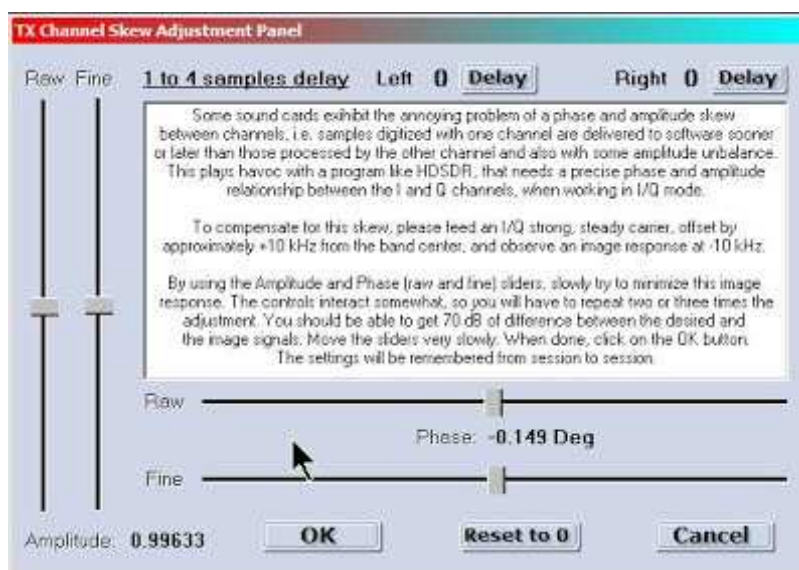 TX Channel Skew Adjustment Panel
Raw Fine 1 to 4 samples delay Left 0 Delay Right 0 Delay
Some sound cards exihibit the annoying problem of a phase and amplitude skew
between channels, i.e. samples digitized with one channel are delivered to software sooner
or later than those processed by the other channel and also with some amplitude unbalance.
This plays havoc with a program like HDSDR, that needs a precise phase and amplitude
relationship between the I and Q channels, when working in I/Q mode.
To compensate for this skew, please feed an I/Q strong, steady carrier, offset by
approximately +10 kHz from the band center, and observe an image response at -10 kHz.
By using the Amplitude and Phase (raw and fine) sliders, slowly try to minimize this image
response. The controls interact somewhat, so you will have to repeat two or three times the
adjustment. You should be able to get 70 dB of difference between the desired and
the image signals. Move the sliders very slowly. When done, click on the OK button.
The settings will be remembered from session to session.
Raw
Phase: -0.149 Deg
Fine
Amplitude: 0.99633 OK Reset to 0 Cancel